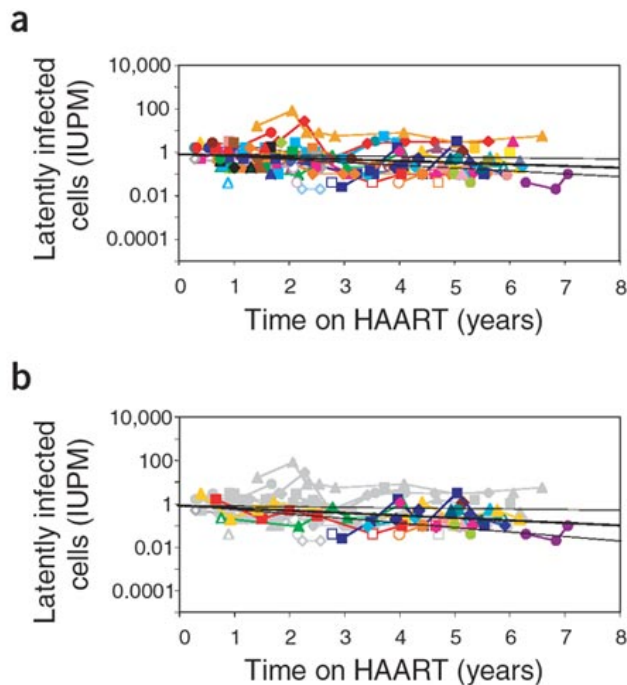 a
Latently infected
cells (IUPM)
10,000
100
1
0.01
0.0001
0 1 2 3 4 5 6 7 8
Time on HAART (years)
b
Latently infected
cells (IUPM)
10,000
100
1
0.01
0.0001
0 1 2 3 4 5 6 7 8
Time on HAART (years)